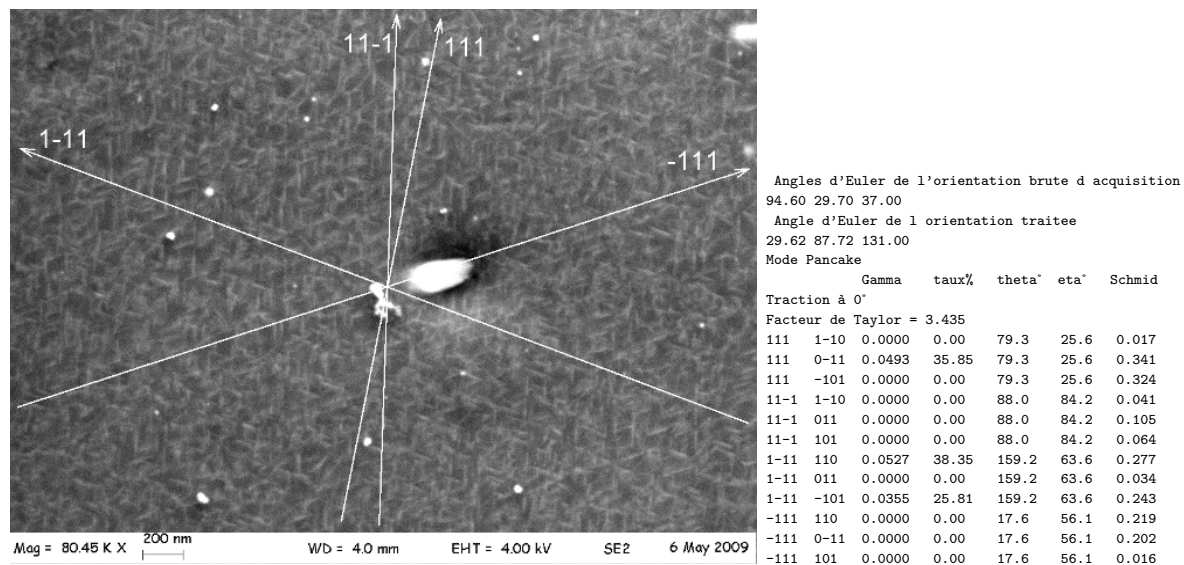 11-1 111
1-11
-111
200 nm
Mag = 80.45 K X WD = 4.0 mm EHT = 4.00 kV SE2 6 May 2009
Angles d'Euler de l'orientation brute d acquisition
94.60 29.70 37.00
Angle d'Euler de l orientation traitee
29.62 87.72 131.00
Mode Pancake
Gamma taux% theta° eta° Schmid
Traction à 0°
Facteur de Taylor = 3.435
111 1-10 0.0000 0.00 79.3 25.6 0.017
111 0-11 0.0493 35.85 79.3 25.6 0.341
111 -101 0.0000 0.00 79.3 25.6 0.324
11-1 1-10 0.0000 0.00 88.0 84.2 0.041
11-1 011 0.0000 0.00 88.0 84.2 0.105
11-1 101 0.0000 0.00 88.0 84.2 0.064
1-11 110 0.0527 38.35 159.2 63.6 0.277
1-11 011 0.0000 0.00 159.2 63.6 0.034
1-11 -101 0.0355 25.81 159.2 63.6 0.243
-111 110 0.0000 0.00 17.6 56.1 0.219
-111 0-11 0.0000 0.00 17.6 56.1 0.202
-111 101 0.0000 0.00 17.6 56.1 0.016